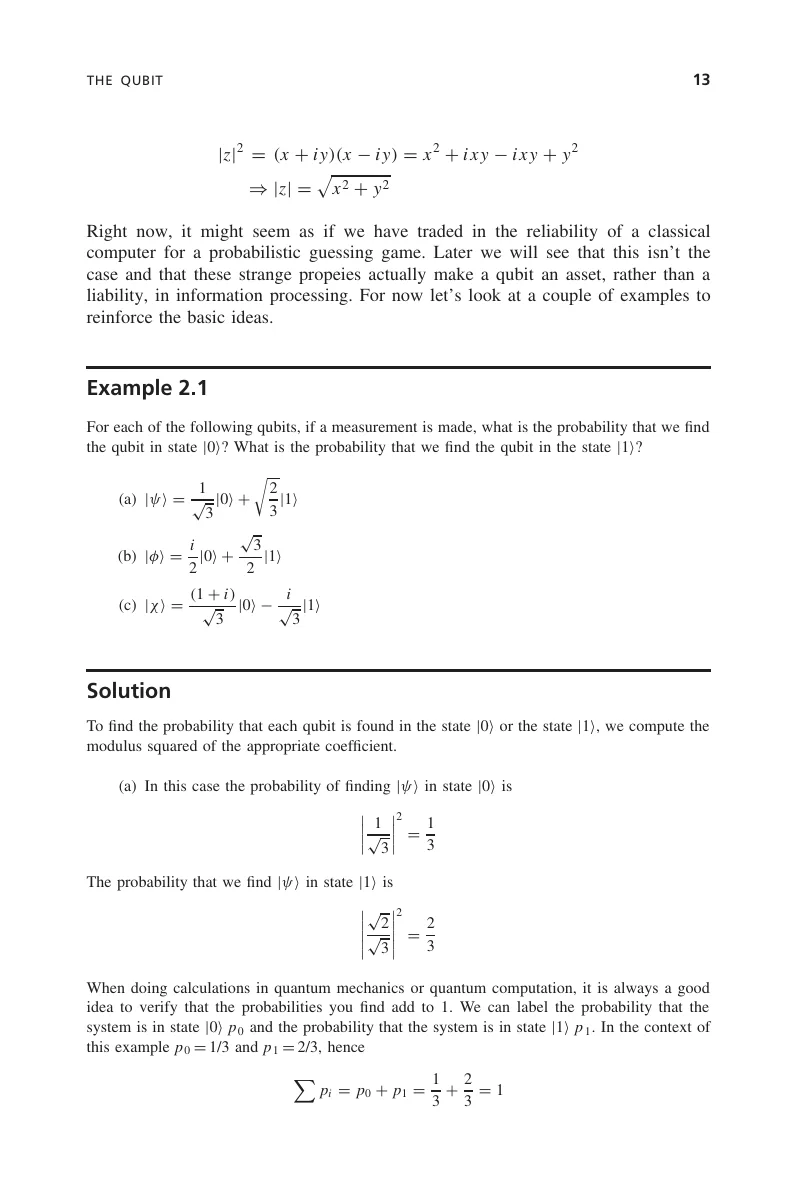 THE QUBIT 13
|z|² = (x + iy)(x − iy) = x² + ixy − ixy + y²
⇒ |z| = √(x² + y²)
Right now, it might seem as if we have traded in the reliability of a classical
computer for a probabilistic guessing game. Later we will see that this isn't the
case and that these strange propeies actually make a qubit an asset, rather than a
liability, in information processing. For now let's look at a couple of examples to
reinforce the basic ideas.
Example 2.1
For each of the following qubits, if a measurement is made, what is the probability that we find
the qubit in state |0⟩? What is the probability that we find the qubit in the state |1⟩?
(a) |ψ⟩ = 1/√3 |0⟩ + √(2/3) |1⟩
(b) |ϕ⟩ = i/2 |0⟩ + √3/2 |1⟩
(c) |χ⟩ = (1 + i)/√3 |0⟩ − i/√3 |1⟩
Solution
To find the probability that each qubit is found in the state |0⟩ or the state |1⟩, we compute the
modulus squared of the appropriate coefficient.
(a) In this case the probability of finding |ψ⟩ in state |0⟩ is
|1/√3|² = 1/3
The probability that we find |ψ⟩ in state |1⟩ is
|√2/√3|² = 2/3
When doing calculations in quantum mechanics or quantum computation, it is always a good
idea to verify that the probabilities you find add to 1. We can label the probability that the
system is in state |0⟩ p₀ and the probability that the system is in state |1⟩ p₁. In the context of
this example p₀ = 1/3 and p₁ = 2/3, hence
∑ pᵢ = p₀ + p₁ = 1/3 + 2/3 = 1